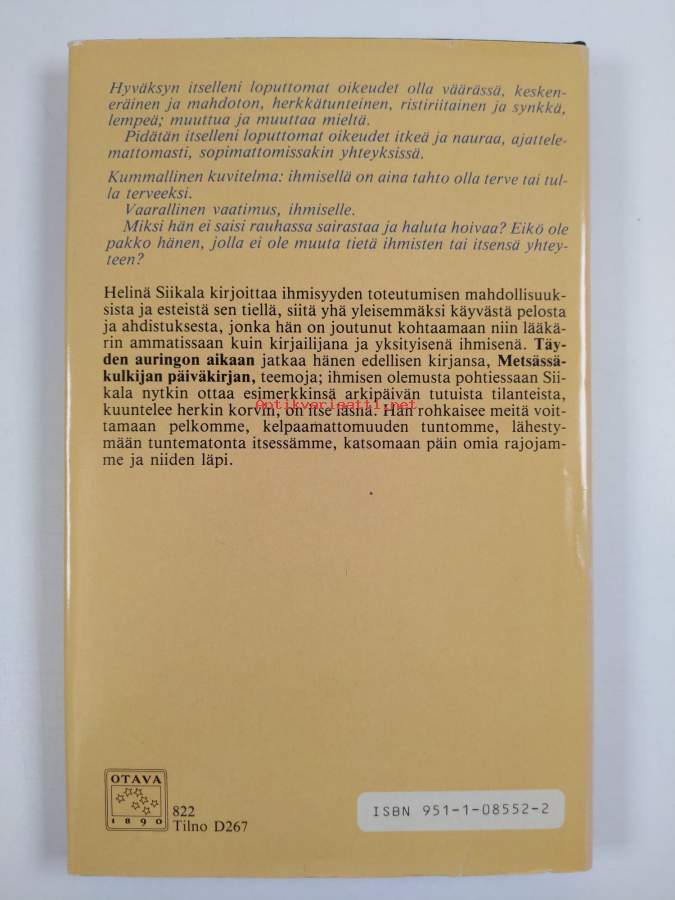 Hyväksyn itselleni loputtomat oikeudet olla väärässä, kesken-
eräinen ja mahdoton, herkkätunteinen, ristiriitainen ja synkkä,
lempeä; muuttua ja muuttaa mieltä.
Pidätän itselleni loputtomat oikeudet itkeä ja nauraa, ajattele-
mattomasti, sopimattomissakin yhteyksissä.
Kummallinen kuvitelma: ihmisellä on aina tahto olla terve tai tul-
la terveeksi.
Vaarallinen vaatimus, ihmiselle.
Miksi hän ei saisi rauhassa sairastaa ja haluta hoivaa? Eikö ole
pakko hänen, jolla ei ole muuta tietä ihmisten tai itsensä yhtey-
teen?
Helinä Siikala kirjoittaa ihmisyyden toteutumisen mahdollisuuk-
sista ja esteistä sen tiellä, siitä yhä yleisemmäksi käyvästä pelosta
ja ahdistuksesta, jonka hän on joutunut kohtaamaan niin lääkä-
rin ammatissaan kuin kirjailijana ja yksityisenä ihmisenä. Täy-
den auringon aikaan jatkaa hänen edellisen kirjansa, Metsässä-
kulkijan päiväkirjan, teemoja; ihmisen olemusta pohtiessaan Sii-
kala nytkin ottaa esimerkkinsä arkipäivän tutuista tilanteista,
Antikvariaatti.net
kuuntelee herkin korvin, on itse läsnä. Hän rohkaisee meitä voit-
tamaan pelkomme, kelpaamattomuuden tuntomme, lähesty-
mään tuntematonta itsessämme, katsomaan päin omia rajojam-
me ja niiden läpi.
OTAVA
1890
822
Tilno D267
ISBN 951-1-08552-2